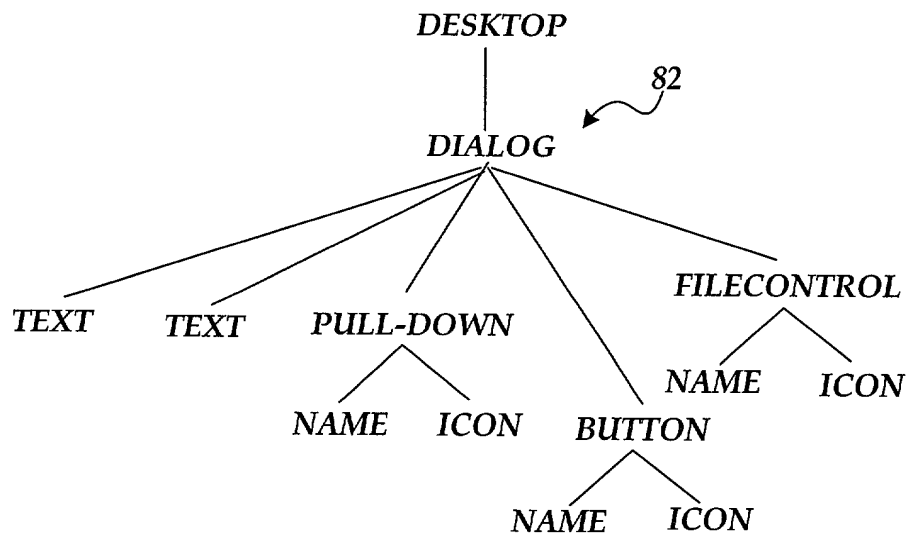 DESKTOP
82
DIALOG
FILECONTROL
TEXT
TEXT
PULL-DOWN
NAME
ICON
NAME
ICON
BUTTON
NAME
ICON